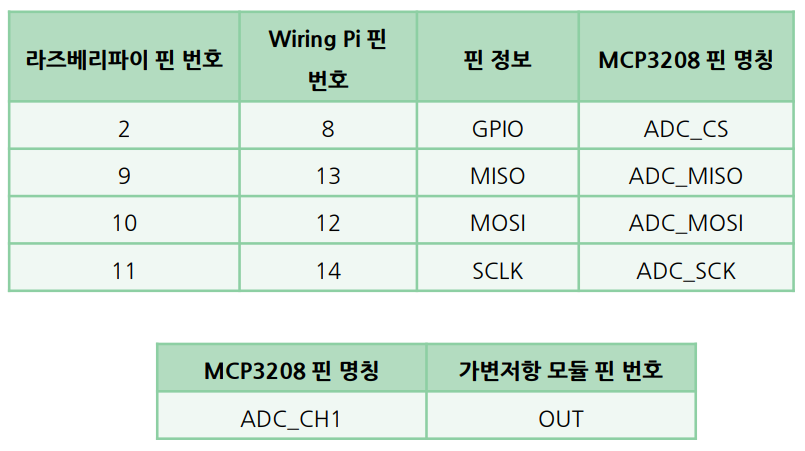 라즈베리파이 핀 번호 Wiring Pi 핀 번호 핀 정보 MCP3208 핀 명칭
2 8 GPIO ADC_CS
9 13 MISO ADC_MISO
10 12 MOSI ADC_MOSI
11 14 SCLK ADC_SCK
MCP3208 핀 명칭 가변저항 모듈 핀 번호
ADC_CH1 OUT